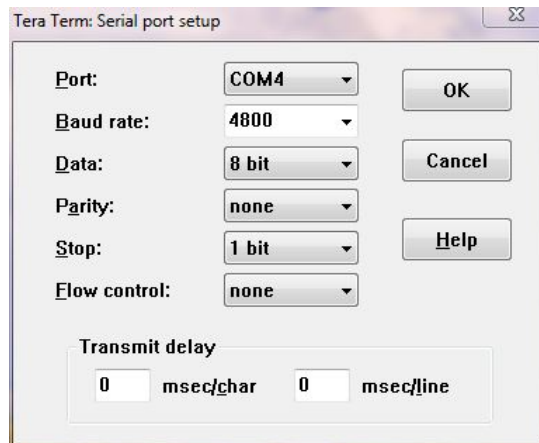 Tera Term: Serial port setup
Port: COM4 OK
Baud rate: 4800
Data: 8 bit Cancel
Parity: none
Stop: 1 bit Help
Flow control: none
Transmit delay
0 msec/char 0 msec/line